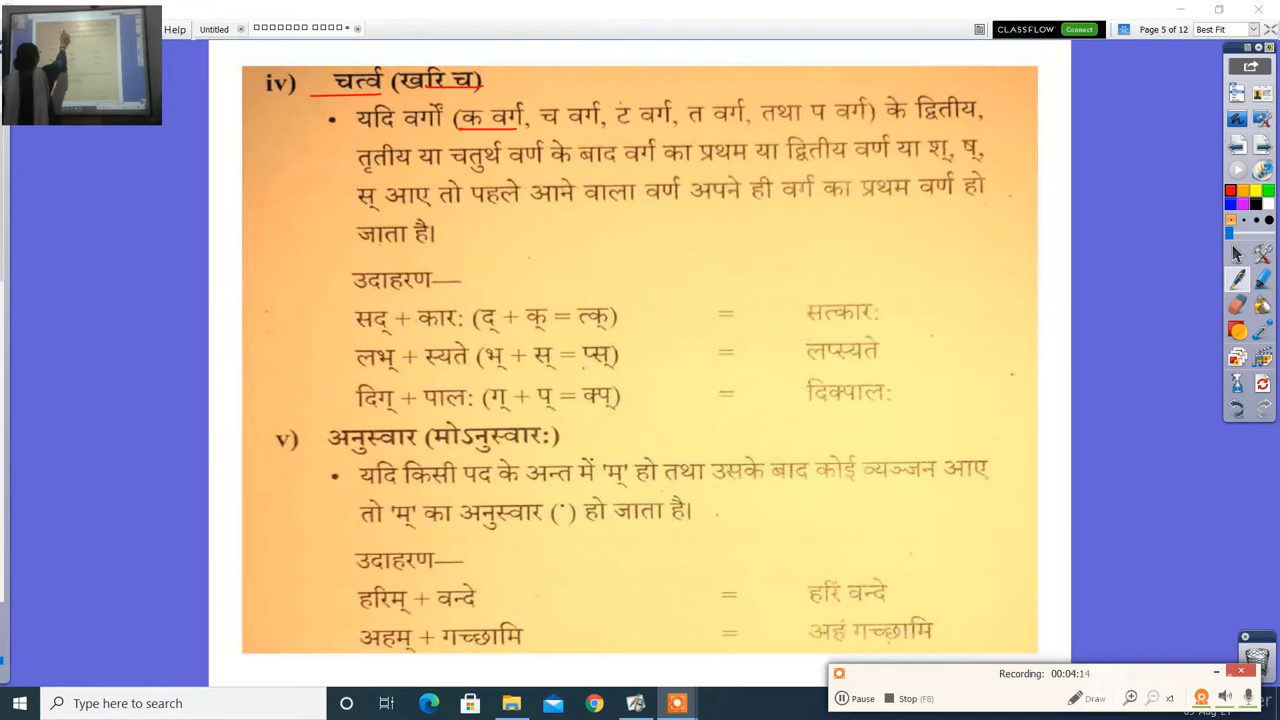 Help
Untitled
CLASSFLOW Connect
Page 5 of 12
Best Fit
iv) चर्त्व (खरि च)
• यदि वर्गों (क वर्ग, च वर्ग, टं वर्ग, त वर्ग, तथा प वर्ग) के द्वितीय,
तृतीय या चतुर्थ वर्ण के बाद वर्ग का प्रथम या द्वितीय वर्ण या श्, ष्,
स् आए तो पहले आने वाला वर्ण अपने ही वर्ग का प्रथम वर्ण हो
जाता है।
उदाहरण—
सद् + कार: (द् + क् = त्क्) = सत्कार:
लभ् + स्यते (भ् + स् = प्स्) = लप्स्यते
दिग् + पाल: (ग् + प् = क्प्) = दिक्पाल:
v) अनुस्वार (मोऽनुस्वार:)
• यदि किसी पद के अन्त में 'म्' हो तथा उसके बाद कोई व्यञ्जन आए
तो 'म्' का अनुस्वार (ं) हो जाता है।
उदाहरण—
हरिम् + वन्दे = हरिं वन्दे
अहम् + गच्छामि = अहं गच्छामि
Recording: 00:04:14
Pause
Stop (F8)
Draw
x1
Type here to search